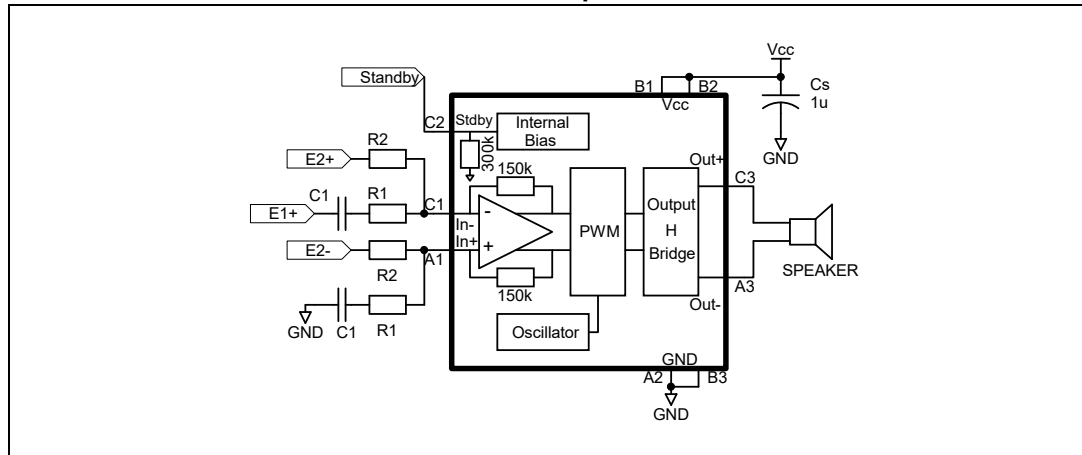 Vcc
Standby
B1
B2
Vcc
Cs
1u
C2
Stdby
Internal
Bias
300k
GND
R2
E2+
150k
Out+
C3
C1
R1
C1
E1+
In-
-
In+
+
PWM
Output
H
Bridge
E2-
A1
R2
SPEAKER
150k
A3
Out-
GND
C1
R1
Oscillator
GND
A2
B3
GND